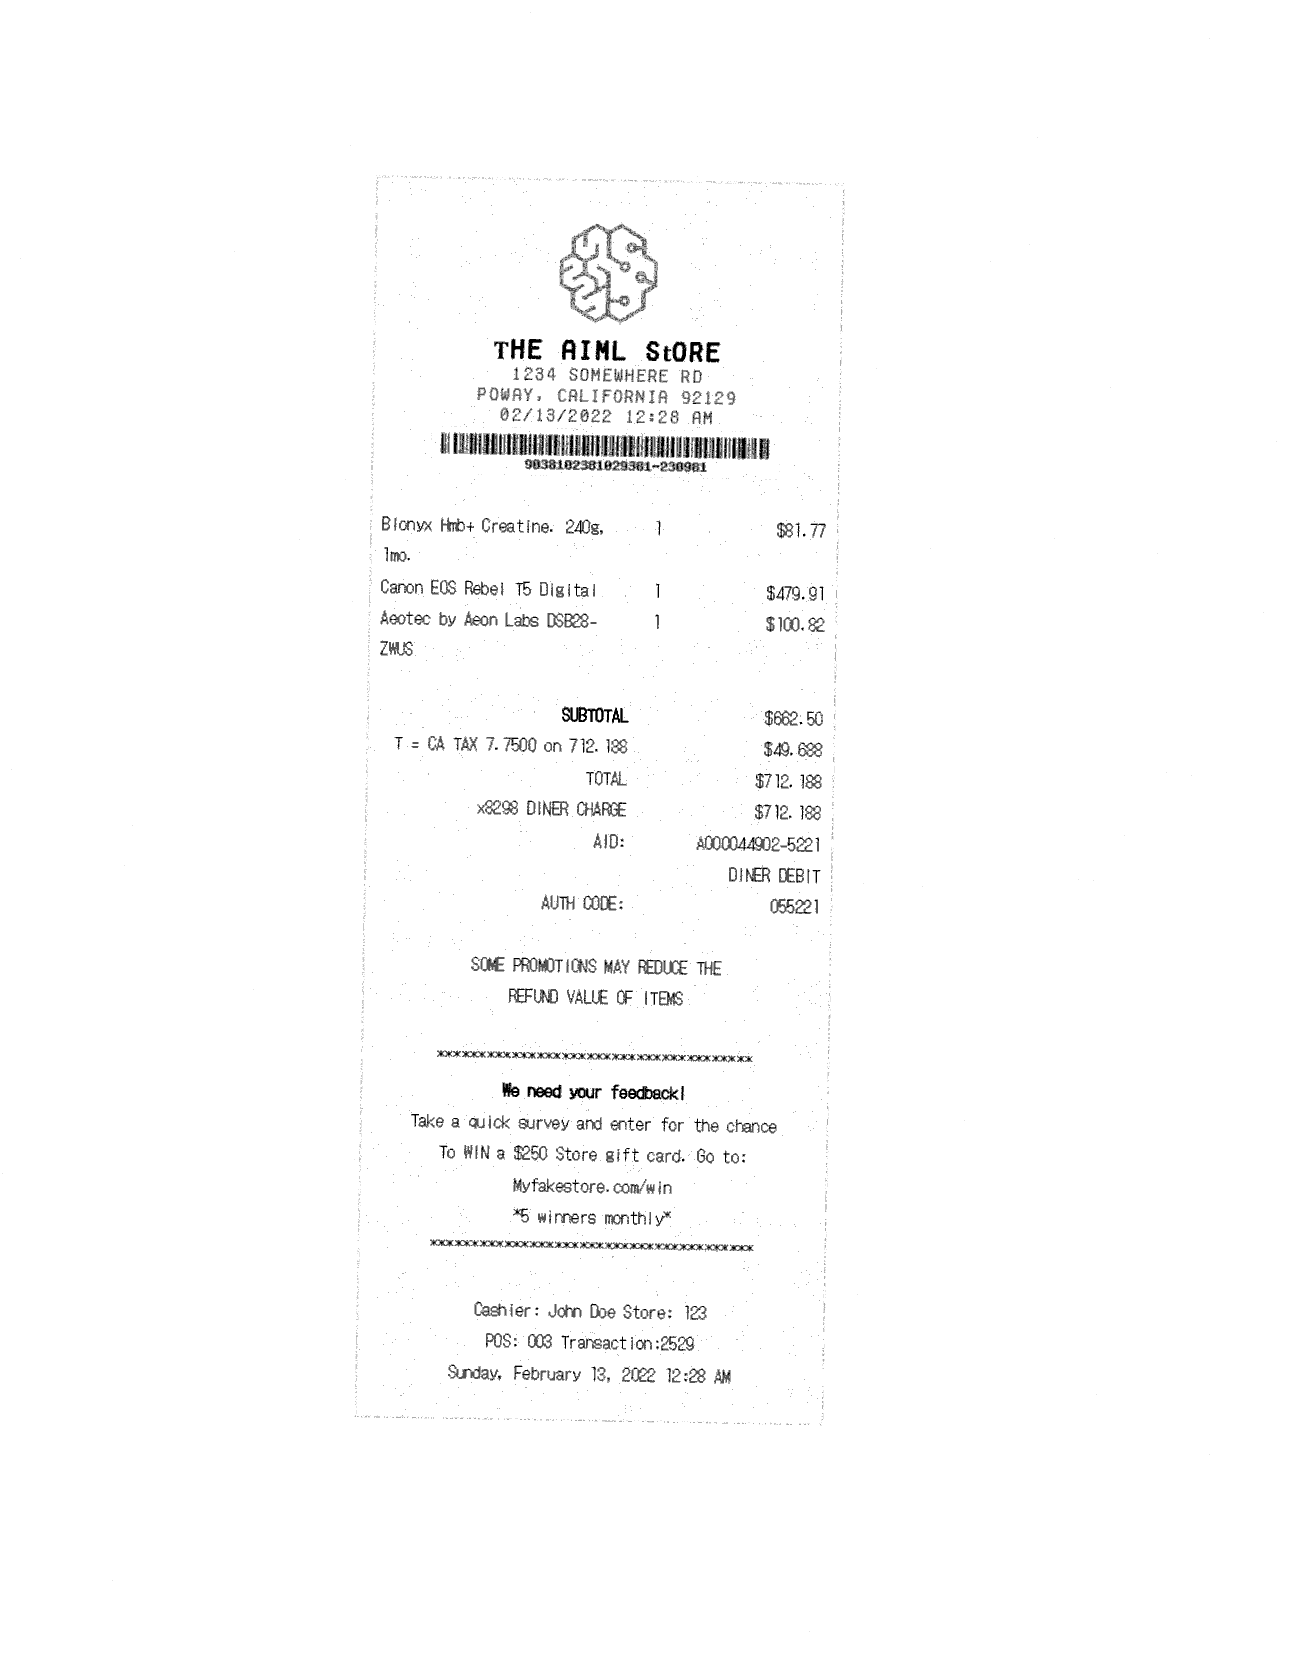 THE AIML StORE
1234 SOMEWHERE RD
POWAY, CALIFORNIA 92129
02/13/2022 12:28 AM
9038102381029381-230981
Bionyx Hmb+ Creatine. 240g, 1 $81.77
1mo.
Canon EOS Rebel T5 Digital 1 $479.91
Aeotec by Aeon Labs DSB28- 1 $100.82
ZWUS
SUBTOTAL $662.50
T = CA TAX 7.7500 on 712.188 $49.688
TOTAL $712.188
x8298 DINER CHARGE $712.188
AID: A000044902-5221
DINER DEBIT
AUTH CODE: 055221
SOME PROMOTIONS MAY REDUCE THE
REFUND VALUE OF ITEMS
****************************************
We need your feedback!
Take a quick survey and enter for the chance
To WIN a $250 Store gift card. Go to:
Myfakestore.com/win
*5 winners monthly*
****************************************
Cashier: John Doe Store: 123
POS: 003 Transaction:2529
Sunday, February 13, 2022 12:28 AM